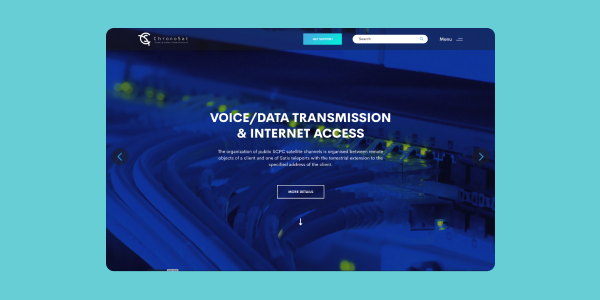 ChronoSat
GET SUPPORT
Search
Menu
VOICE/DATA TRANSMISSION
& INTERNET ACCESS
The organization of public SCPC satellite channels is organised between remote
objects of a client and one of Satis teleports with the terrestrial extension to the
specified address of the client.
MORE DETAILS